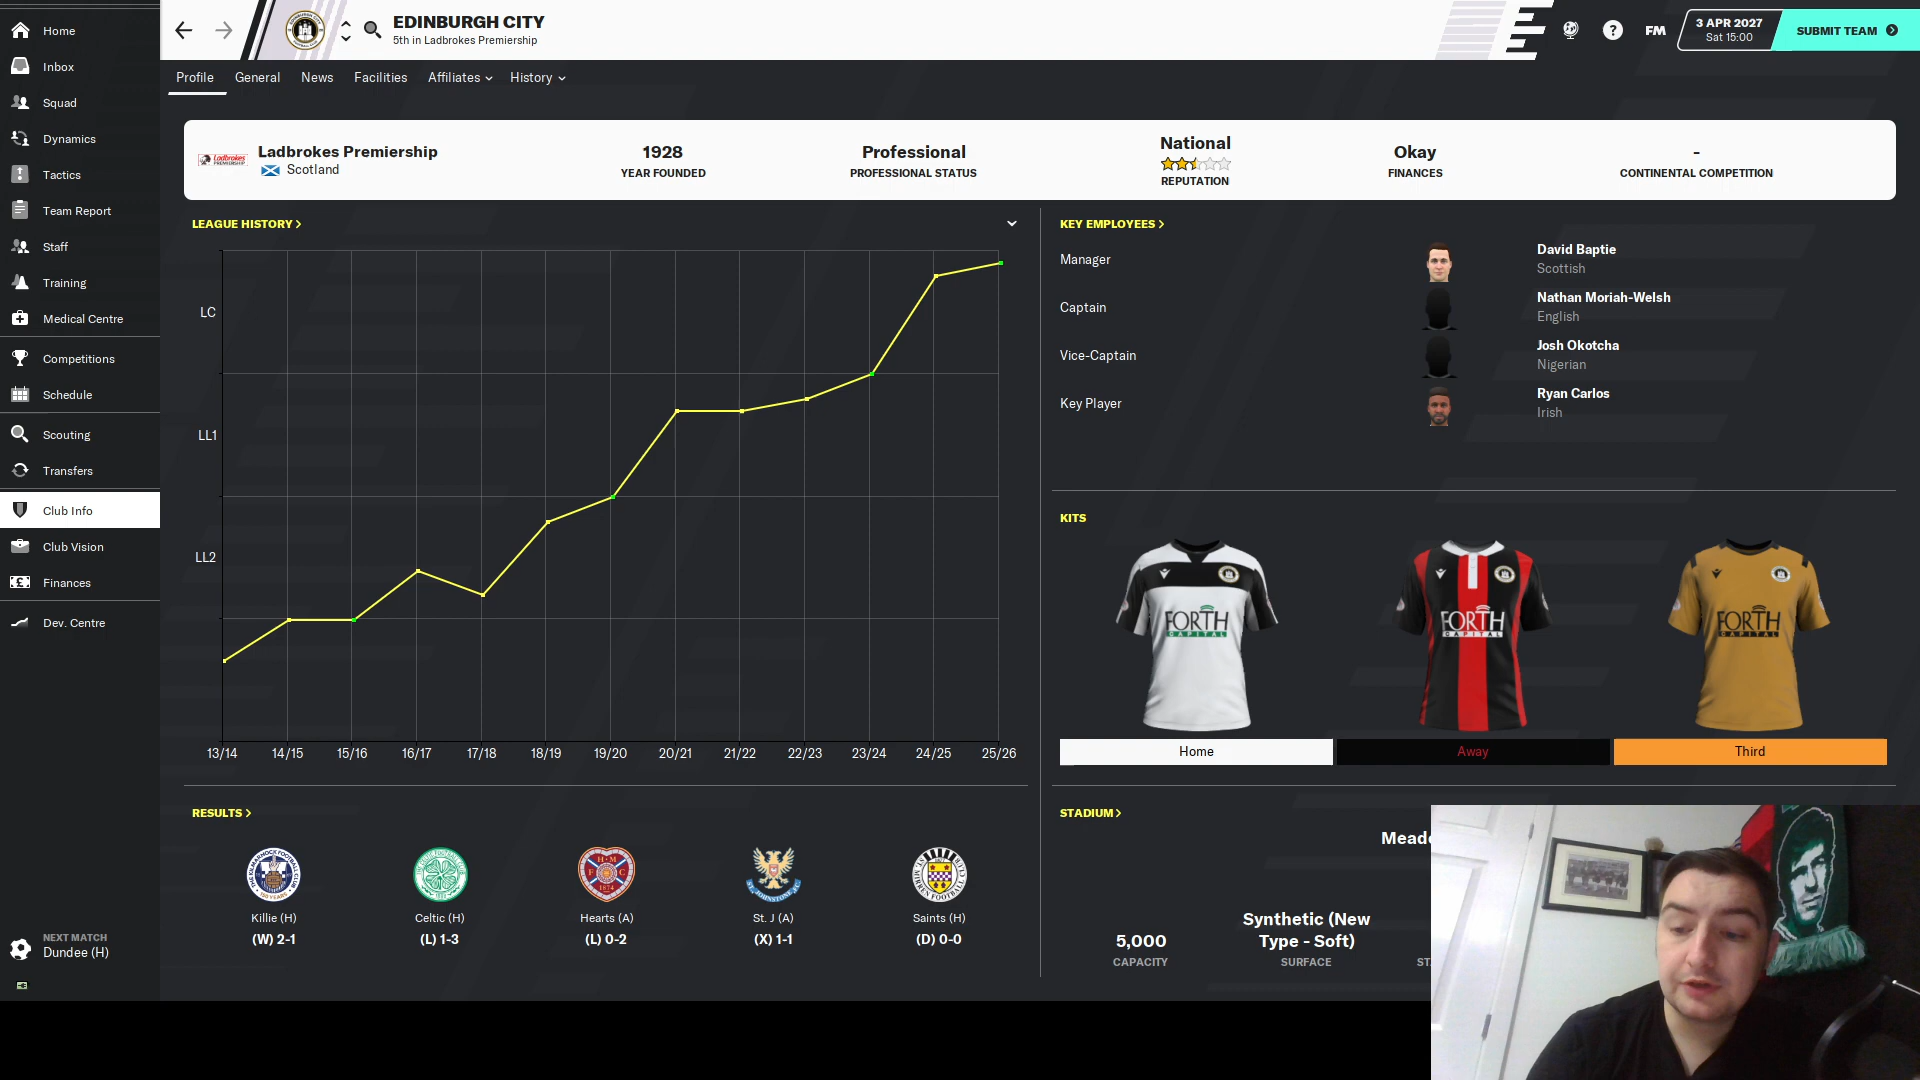 Home
Inbox
Squad
Dynamics
Tactics
Team Report
Staff
Training
Medical Centre
Competitions
Schedule
Scouting
Transfers
Club Info
Club Vision
Finances
Dev. Centre
NEXT MATCH
Dundee (H)
EDINBURGH CITY
5th in Ladbrokes Premiership
FM
3 APR 2027
Sat 15:00
SUBMIT TEAM
Profile
General
News
Facilities
Affiliates
History
Ladbrokes
Ladbrokes Premiership
Scotland
1928
YEAR FOUNDED
Professional
PROFESSIONAL STATUS
National
REPUTATION
Okay
FINANCES
-
CONTINENTAL COMPETITION
LEAGUE HISTORY >
LC
LL1
LL2
13/14
14/15
15/16
16/17
17/18
18/19
19/20
20/21
21/22
22/23
23/24
24/25
25/26
KEY EMPLOYEES >
Manager
David Baptie
Scottish
Captain
Nathan Moriah-Welsh
English
Vice-Captain
Josh Okotcha
Nigerian
Key Player
Ryan Carlos
Irish
KITS
FORTH
CAPITAL
FORTH
CAPITAL
FORTH
CAPITAL
Home
Away
Third
RESULTS >
Killie (H)
(W) 2-1
Celtic (H)
(L) 1-3
Hearts (A)
(L) 0-2
St. J (A)
(X) 1-1
Saints (H)
(D) 0-0
STADIUM >
5,000
CAPACITY
Synthetic (New
Type - Soft)
SURFACE